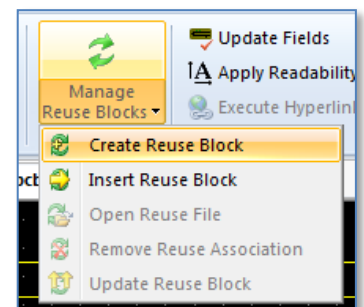 Update Fields
Apply Readability
Execute Hyperlin
Manage
Reuse Blocks
Create Reuse Block
Insert Reuse Block
Open Reuse File
Remove Reuse Association
Update Reuse Block